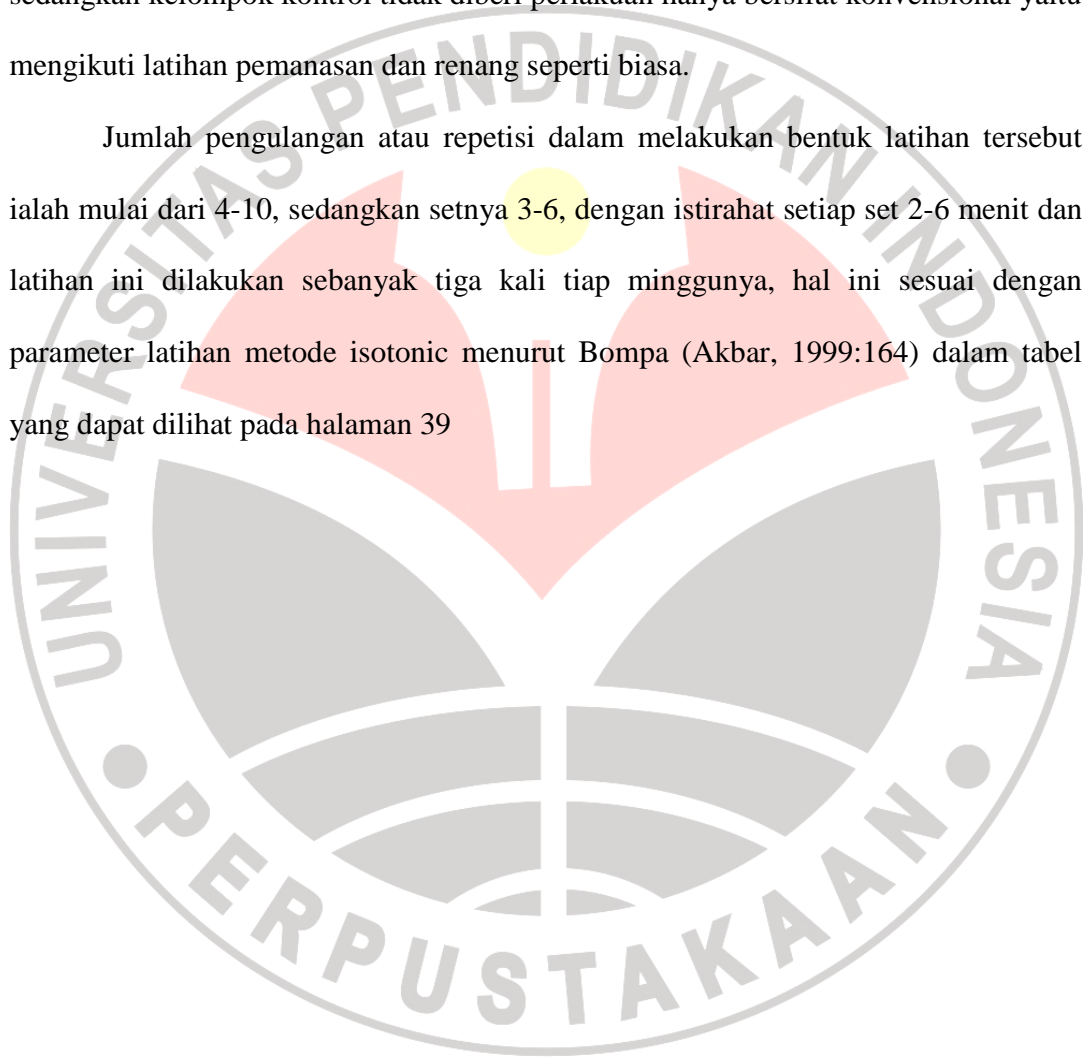 sedangkan kelompok kontrol tidak diberi perlakuan hanya bersifat konvensional yaitu
mengikuti latihan pemanasan dan renang seperti biasa.
Jumlah pengulangan atau repetisi dalam melakukan bentuk latihan tersebut
ialah mulai dari 4-10, sedangkan setnya 3-6, dengan istirahat setiap set 2-6 menit dan
latihan ini dilakukan sebanyak tiga kali tiap minggunya, hal ini sesuai dengan
parameter latihan metode isotonic menurut Bompa (Akbar, 1999:164) dalam tabel
yang dapat dilihat pada halaman 39
UNIVERSITAS PENDIDIKAN INDONESIA
PERPUSTAKAAN